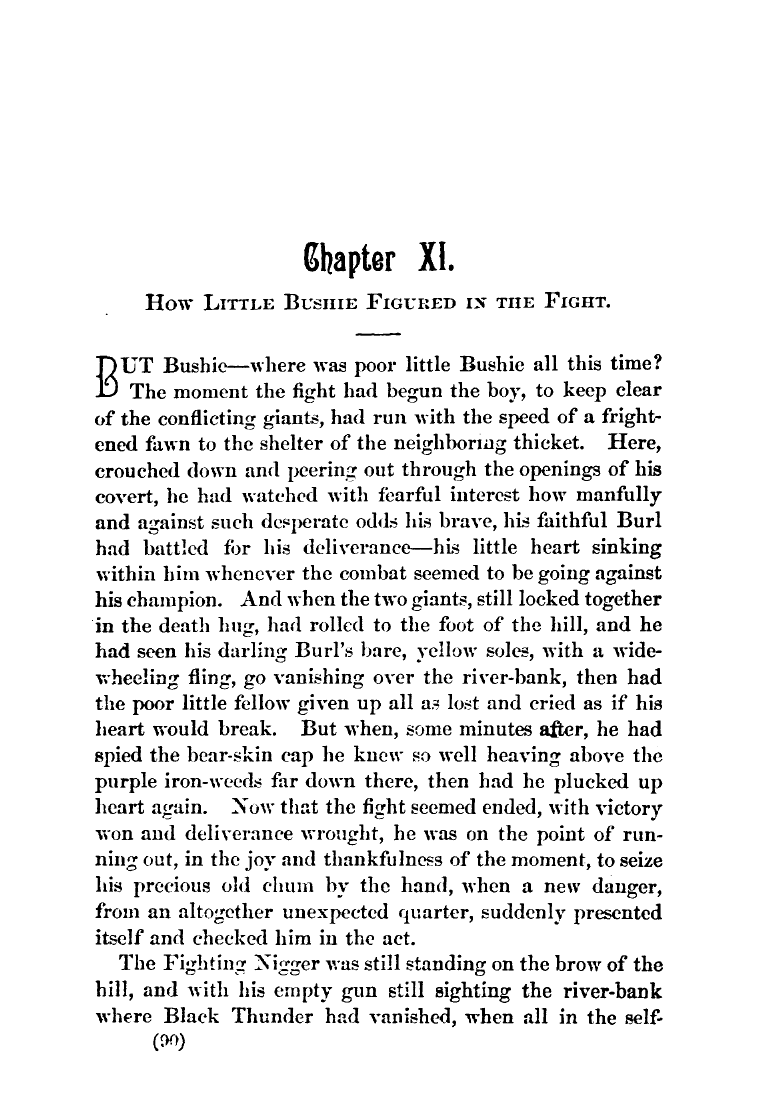 Chapter XI.
How Little Bushie Figured in the Fight.
BUT Bushie—where was poor little Bushie all this time?
The moment the fight had begun the boy, to keep clear
of the conflicting giants, had run with the speed of a fright-
ened fawn to the shelter of the neighboring thicket. Here,
crouched down and peering out through the openings of his
covert, he had watched with fearful interest how manfully
and against such desperate odds his brave, his faithful Burl
had battled for his deliverance—his little heart sinking
within him whenever the combat seemed to be going against
his champion. And when the two giants, still locked together
in the death hug, had rolled to the foot of the hill, and he
had seen his darling Burl's bare, yellow soles, with a wide-
wheeling fling, go vanishing over the river-bank, then had
the poor little fellow given up all as lost and cried as if his
heart would break. But when, some minutes after, he had
spied the bear-skin cap he knew so well heaving above the
purple iron-weeds far down there, then had he plucked up
heart again. Now that the fight seemed ended, with victory
won and deliverance wrought, he was on the point of run-
ning out, in the joy and thankfulness of the moment, to seize
his precious old chum by the hand, when a new danger,
from an altogether unexpected quarter, suddenly presented
itself and checked him in the act.
The Fighting Nigger was still standing on the brow of the
hill, and with his empty gun still sighting the river-bank
where Black Thunder had vanished, when all in the self-
(90)